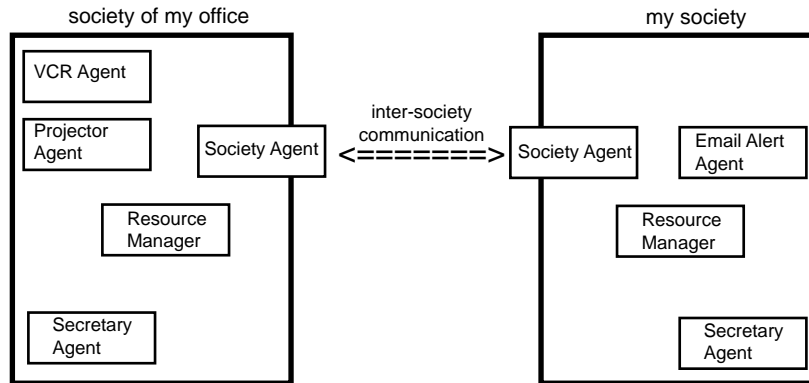 society of my office
VCR Agent
Projector
Agent
Society Agent
Resource
Manager
Secretary
Agent
inter-society
communication
<======>
my society
Society Agent
Email Alert
Agent
Resource
Manager
Secretary
Agent